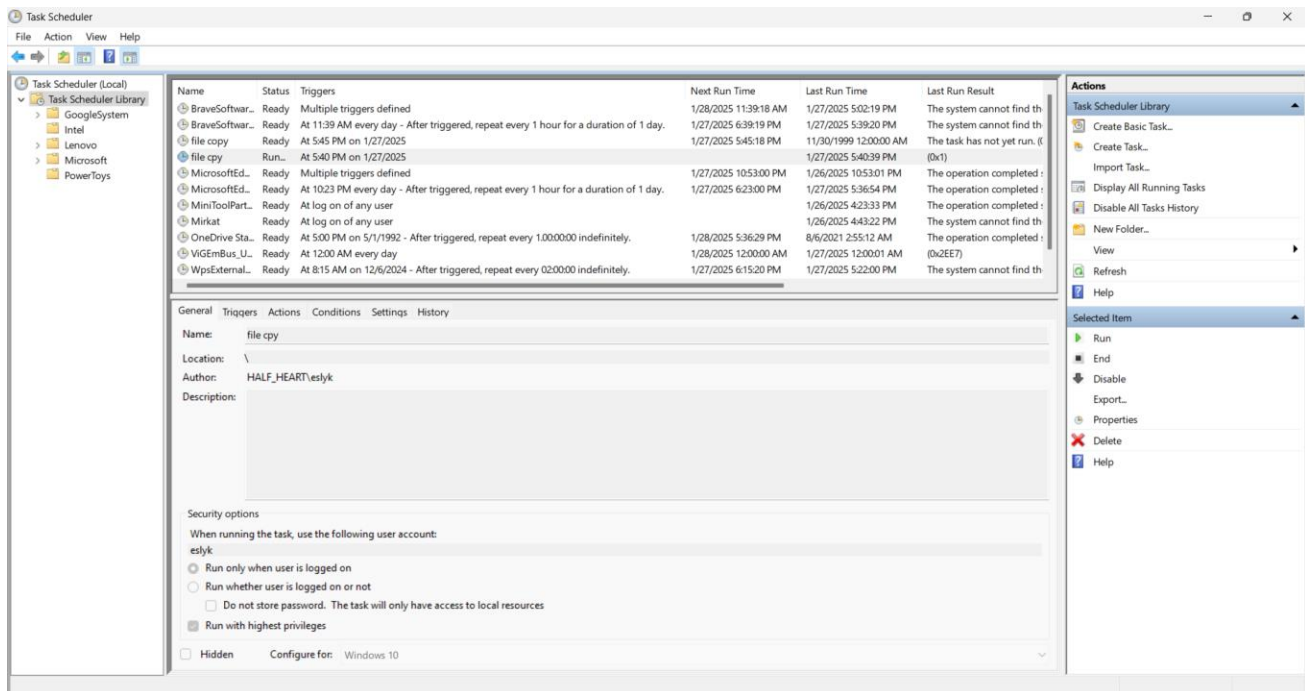 Task Scheduler
File Action View Help
Task Scheduler (Local)
Task Scheduler Library
GoogleSystem
Intel
Lenovo
Microsoft
PowerToys
Name Status Triggers Next Run Time Last Run Time Last Run Result
BraveSoftwar... Ready Multiple triggers defined 1/28/2025 11:39:18 AM 1/27/2025 5:02:19 PM The system cannot find th
BraveSoftwar... Ready At 11:39 AM every day - After triggered, repeat every 1 hour for a duration of 1 day. 1/27/2025 6:39:19 PM 1/27/2025 5:39:20 PM The system cannot find th
file copy Ready At 5:45 PM on 1/27/2025 1/27/2025 5:45:18 PM 11/30/1999 12:00:00 AM The task has not yet run. (0
file cpy Run... At 5:40 PM on 1/27/2025 1/27/2025 5:40:39 PM (0x1)
MicrosoftEd... Ready Multiple triggers defined 1/27/2025 10:53:00 PM 1/26/2025 10:53:01 PM The operation completed s
MicrosoftEd... Ready At 10:23 PM every day - After triggered, repeat every 1 hour for a duration of 1 day. 1/27/2025 6:23:00 PM 1/27/2025 5:36:54 PM The operation completed s
MiniToolPart... Ready At log on of any user 1/26/2025 4:23:33 PM The operation completed s
Mirkat Ready At log on of any user 1/26/2025 4:43:22 PM The system cannot find th
OneDrive Sta... Ready At 5:00 PM on 5/1/1992 - After triggered, repeat every 1.00:00:00 indefinitely. 1/28/2025 5:36:29 PM 8/6/2021 2:55:12 AM The operation completed s
ViGEmBus_U... Ready At 12:00 AM every day 1/28/2025 12:00:00 AM 1/27/2025 12:00:01 AM (0x2EE7)
WpsExternal... Ready At 8:15 AM on 12/6/2024 - After triggered, repeat every 02:00:00 indefinitely. 1/27/2025 6:15:20 PM 1/27/2025 5:22:00 PM The system cannot find th
General Triggers Actions Conditions Settings History
Name: file cpy
Location: \
Author: HALF_HEART\eslyk
Description:
Security options
When running the task, use the following user account:
eslyk
Run only when user is logged on
Run whether user is logged on or not
Do not store password. The task will only have access to local resources
Run with highest privileges
Hidden Configure for: Windows 10
Actions
Task Scheduler Library
Create Basic Task...
Create Task...
Import Task...
Display All Running Tasks
Disable All Tasks History
New Folder...
View
Refresh
Help
Selected Item
Run
End
Disable
Export...
Properties
Delete
Help